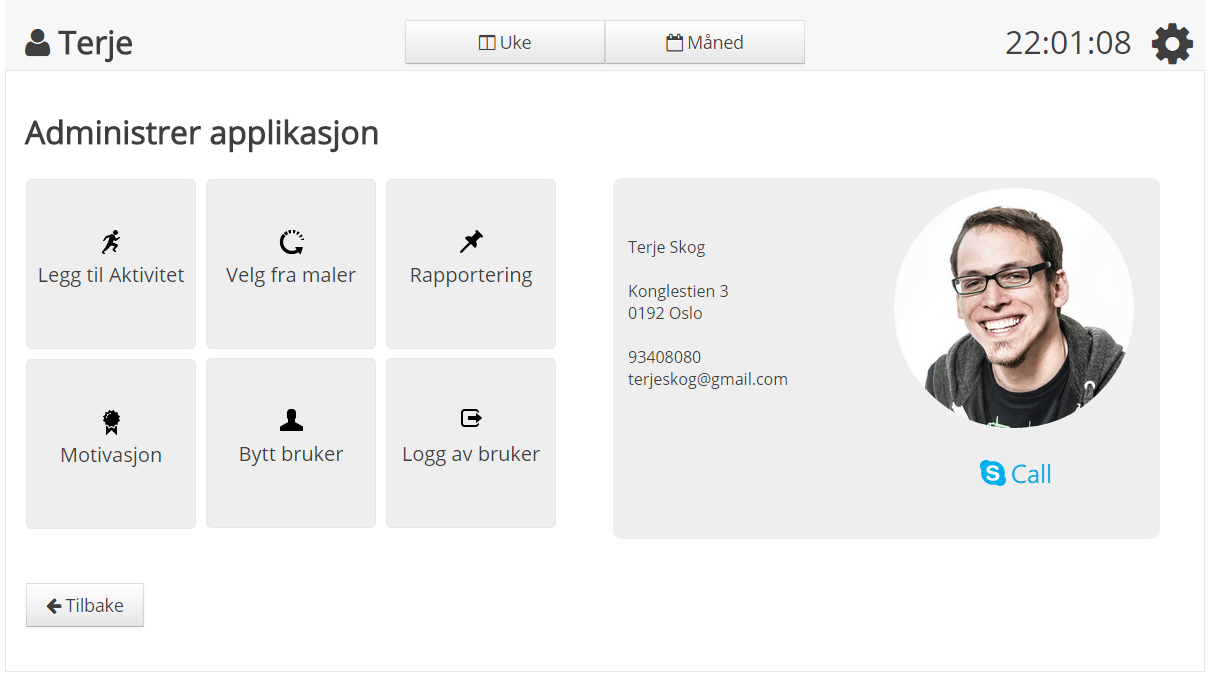 Terje
Uke
Måned
22:01:08
Administrer applikasjon
Legg til Aktivitet
Velg fra maler
Rapportering
Motivasjon
Bytt bruker
Logg av bruker
Terje Skog
Konglestien 3
0192 Oslo
93408080
terjeskog@gmail.com
Call
Tilbake